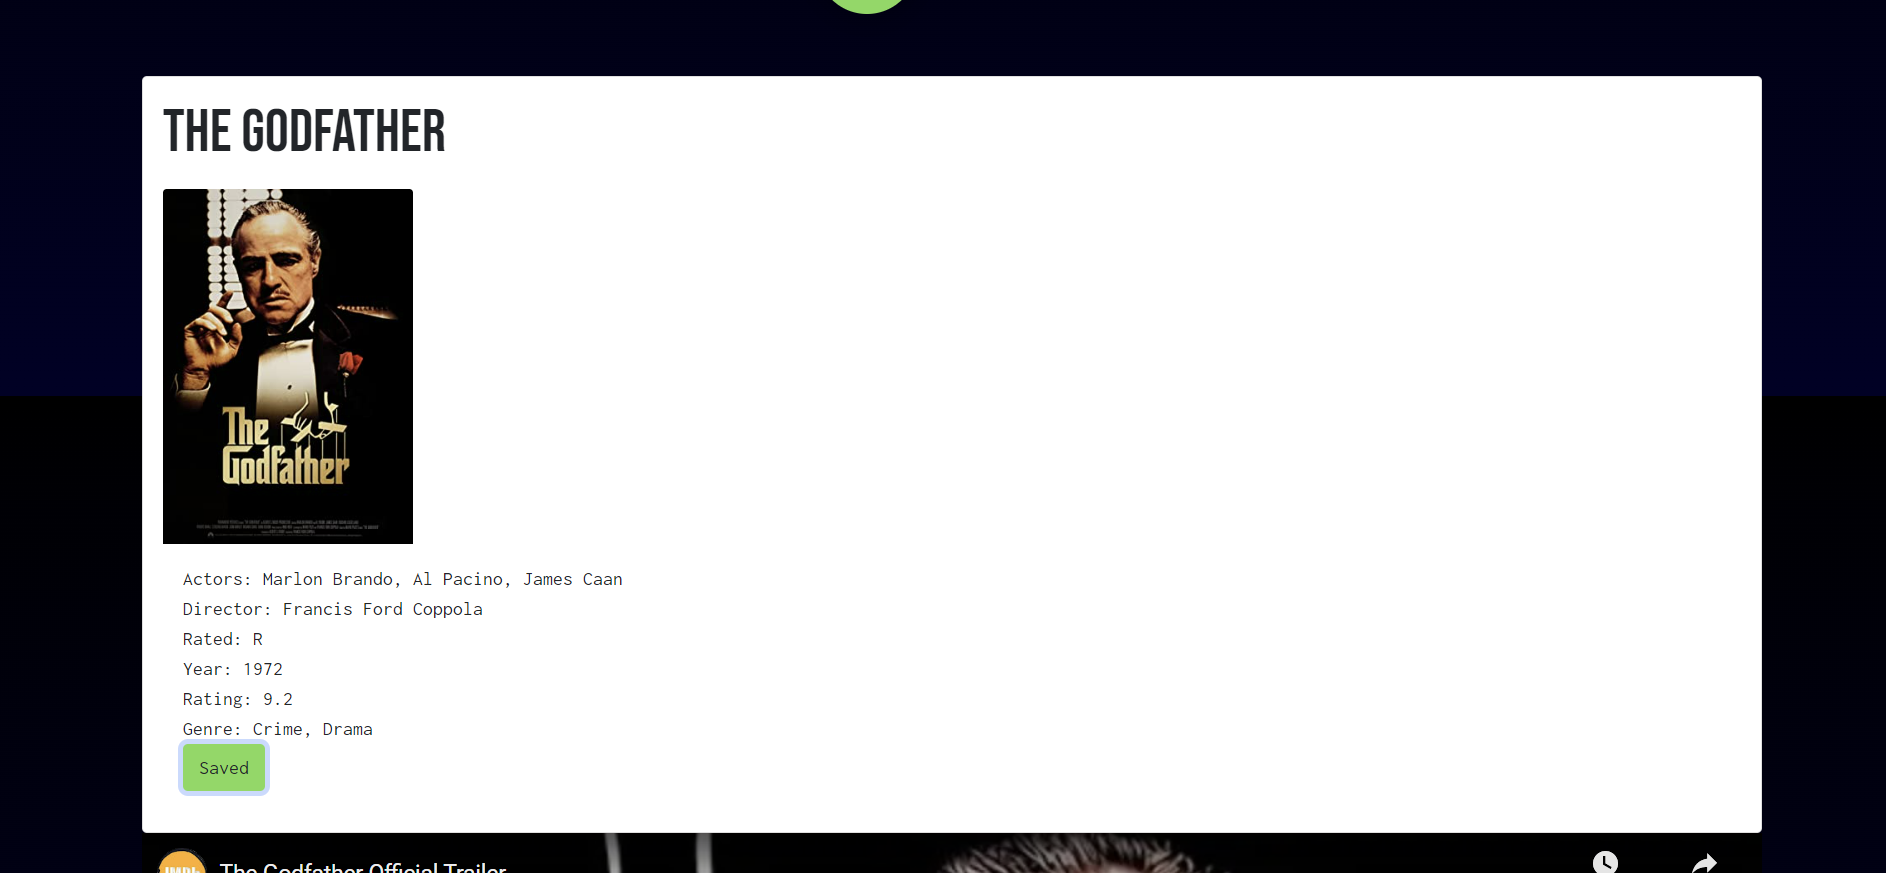 THE GODFATHER
The
Godfather
Actors: Marlon Brando, Al Pacino, James Caan
Director: Francis Ford Coppola
Rated: R
Year: 1972
Rating: 9.2
Genre: Crime, Drama
Saved
IMDb
The Godfather Official Trailer